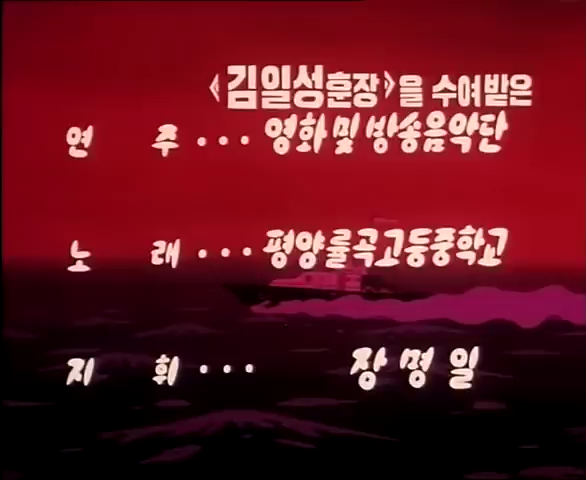 《김일성훈장》을 수여받은
연 주 ··· 영화 및 방송음악단
노 래 ··· 평양률곡고등중학교
지 휘 ··· 장 명 일